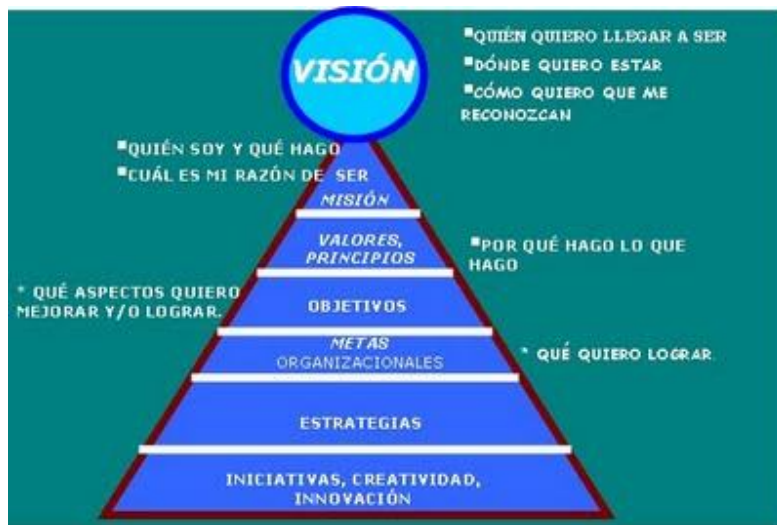 VISIÓN
▪QUIÉN QUIERO LLEGAR A SER
▪DÓNDE QUIERO ESTAR
▪CÓMO QUIERO QUE ME
RECONOZCAN
▪QUIÉN SOY Y QUÉ HAGO
▪CUÁL ES MI RAZÓN DE SER
MISIÓN
VALORES,
PRINCIPIOS
▪POR QUÉ HAGO LO QUE
HAGO
* QUÉ ASPECTOS QUIERO
MEJORAR Y/O LOGRAR.
OBJETIVOS
METAS
ORGANIZACIONALES
* QUÉ QUIERO LOGRAR
ESTRATEGIAS
INICIATIVAS, CREATIVIDAD,
INNOVACIÓN